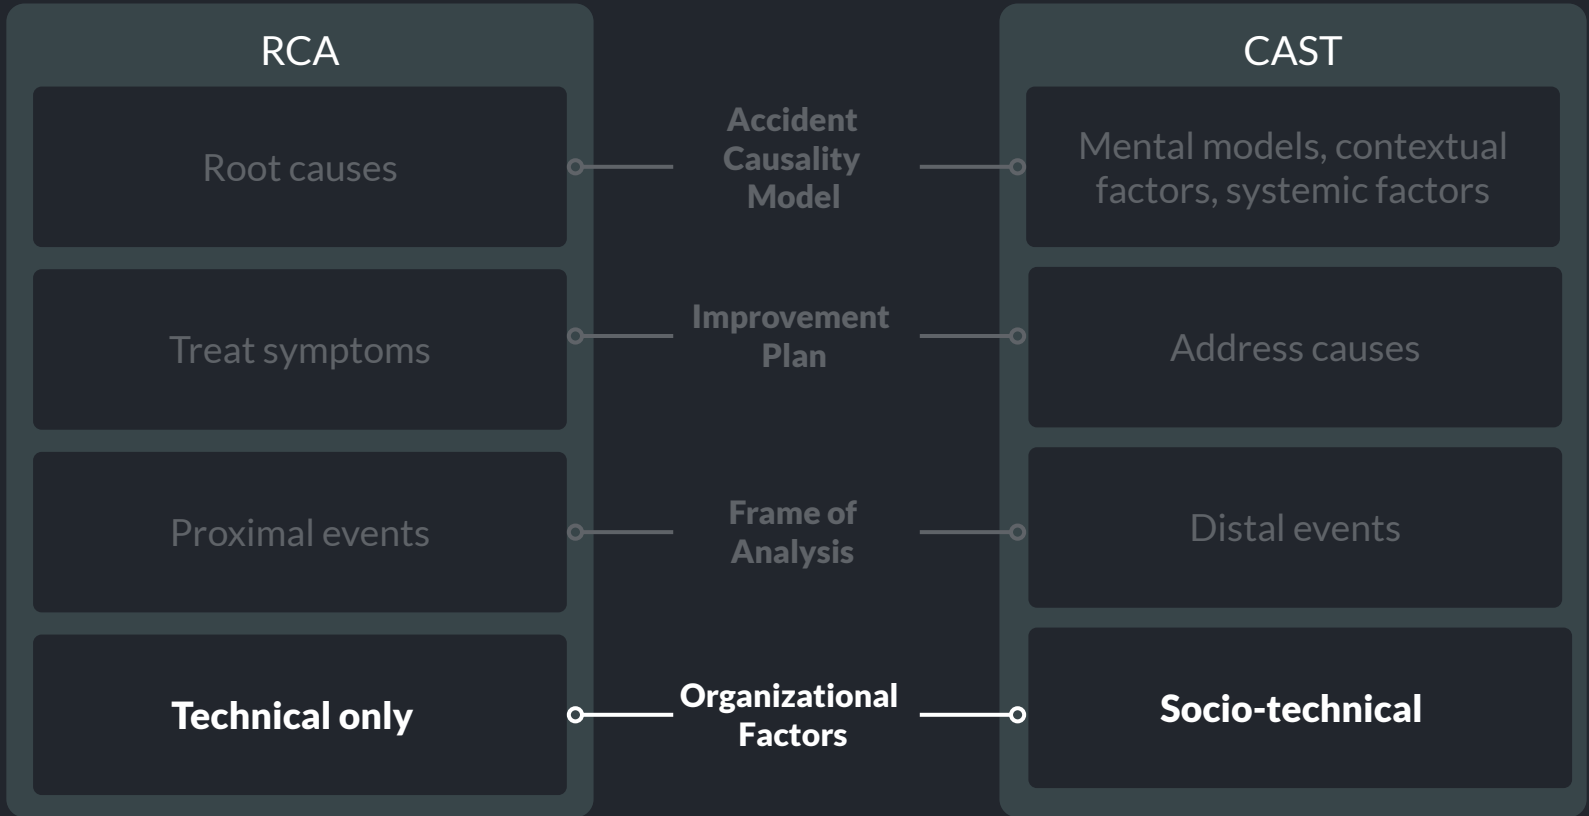 RCA
CAST
Root causes
Accident
Causality
Model
Mental models, contextual
factors, systemic factors
Treat symptoms
Improvement
Plan
Address causes
Proximal events
Frame of
Analysis
Distal events
Technical only
Organizational
Factors
Socio-technical